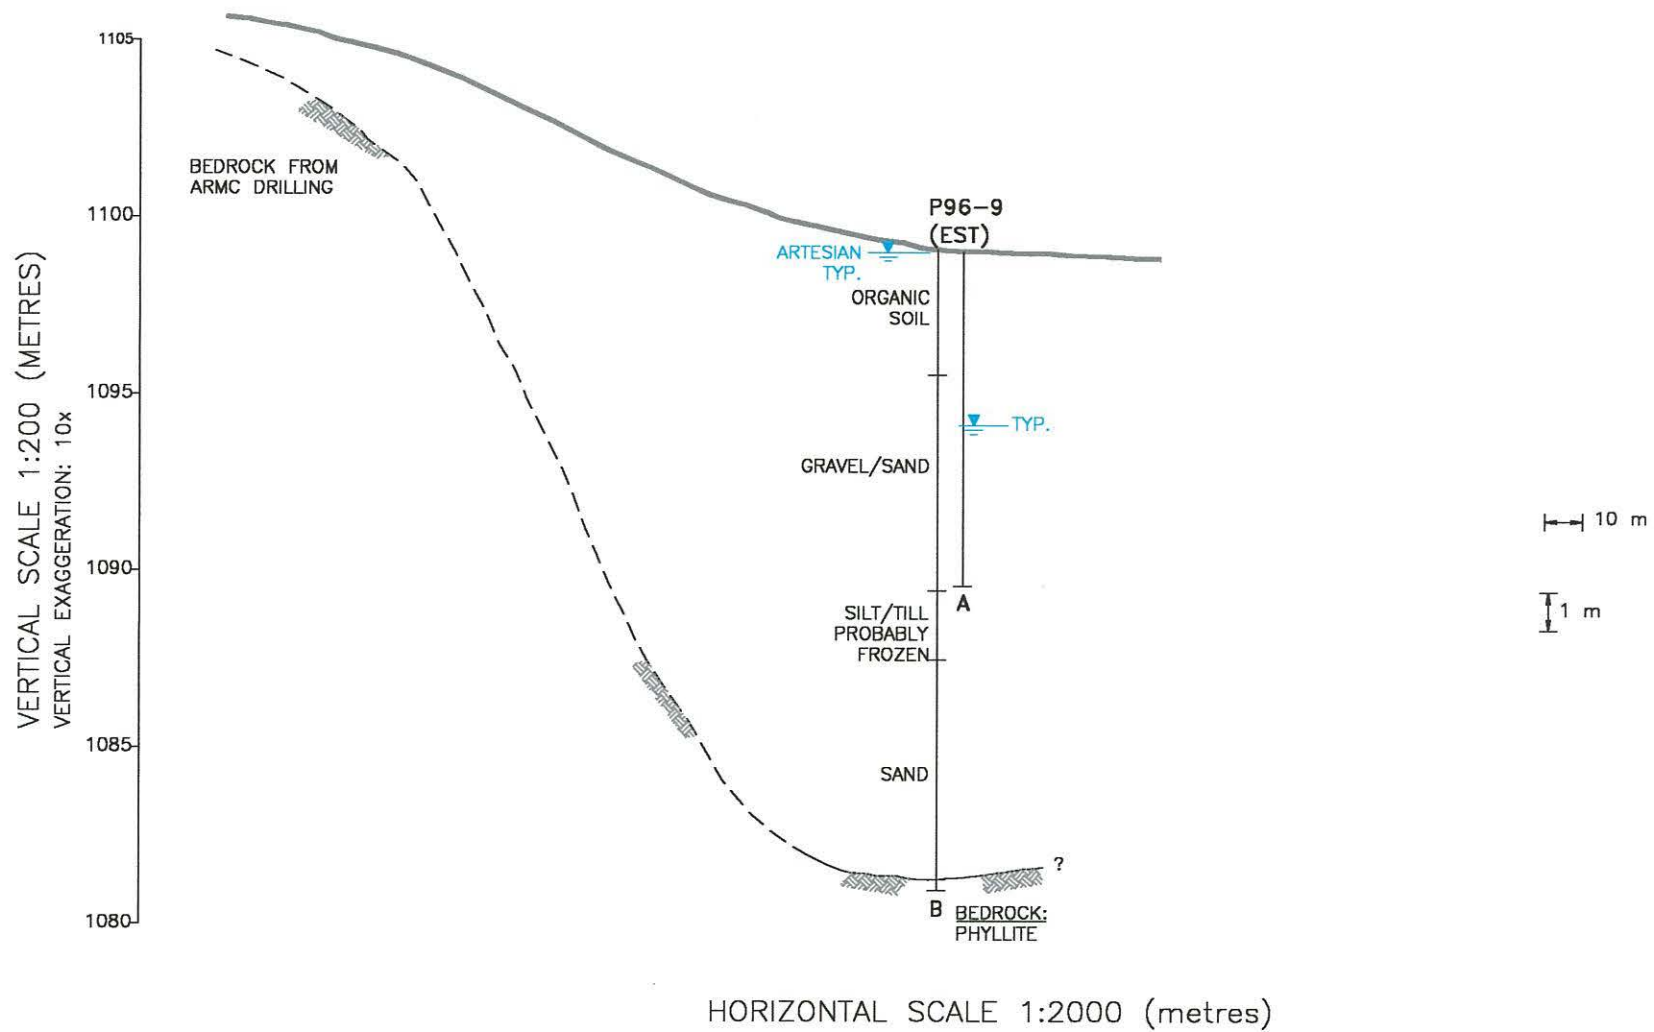 1105
BEDROCK FROM
ARMC DRILLING
1100
P96-9
(EST)
ARTESIAN
TYP.
ORGANIC
SOIL
1095
TYP.
GRAVEL/SAND
10 m
1090
A
SILT/TILL
PROBABLY
FROZEN
1 m
1085
SAND
?
1080
B
BEDROCK:
PHYLLITE
VERTICAL SCALE 1:200 (METRES)
VERTICAL EXAGGERATION: 10x
HORIZONTAL SCALE 1:2000 (metres)